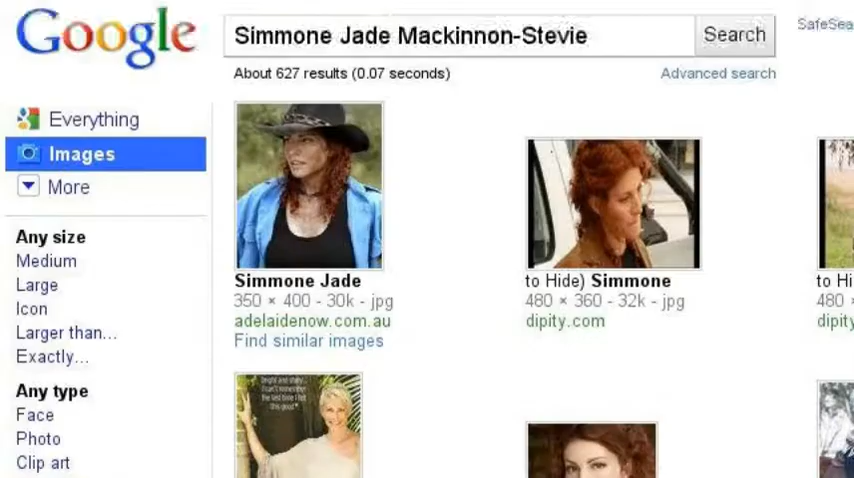 Google
Simmone Jade Mackinnon-Stevie
Search
SafeSea
About 627 results (0.07 seconds)
Advanced search
Everything
Images
More
Any size
Medium
Large
Icon
Larger than...
Exactly...
Any type
Face
Photo
Clip art
Simmone Jade
350 × 400 - 30k - jpg
adelaidenow.com.au
Find similar images
to Hide) Simmone
480 × 360 - 32k - jpg
dipity.com
to Hi
480 ×
dipity